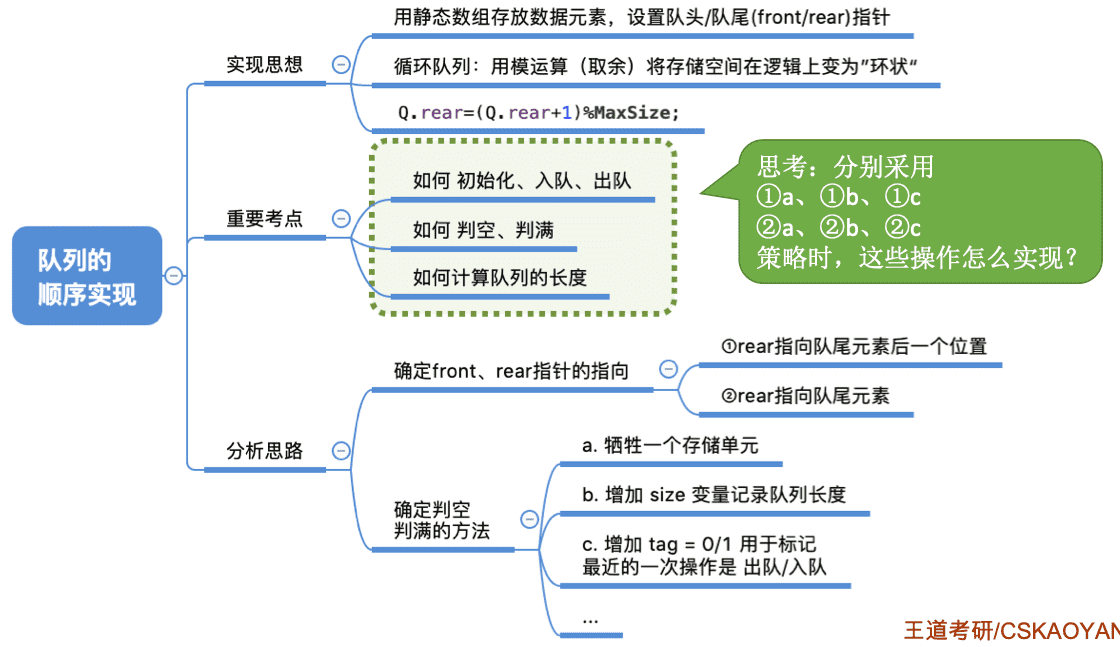 队列的
顺序实现
实现思想
用静态数组存放数据元素，设置队头/队尾(front/rear)指针
循环队列：用模运算（取余）将存储空间在逻辑上变为”环状“
Q.rear=(Q.rear+1)%MaxSize;
重要考点
如何 初始化、入队、出队
如何 判空、判满
如何计算队列的长度
思考：分别采用
①a、①b、①c
②a、②b、②c
策略时，这些操作怎么实现？
分析思路
确定front、rear指针的指向
①rear指向队尾元素后一个位置
②rear指向队尾元素
确定判空
判满的方法
a. 牺牲一个存储单元
b. 增加 size 变量记录队列长度
c. 增加 tag = 0/1 用于标记
最近的一次操作是 出队/入队
...
王道考研/CSKAOYAN